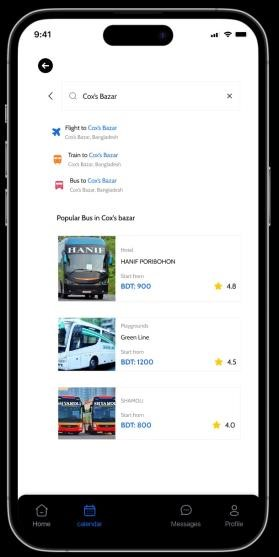 9:41
Cox's Bazar
Flight to Cox's Bazar
Cox's Bazar, Bangladesh
Train to Cox's Bazar
Cox's Bazar, Bangladesh
Bus to Cox's Bazar
Cox's Bazar, Bangladesh
Popular Bus in Cox's bazar
HANIF
Hotel
HANIF PORIBOHON
Start from
BDT: 900
4.8
Playgrounds
Green Line
Start from
BDT: 1200
4.5
SHAMOLI
Start from
BDT: 800
4.0
Home
calendar
Messages
Profile